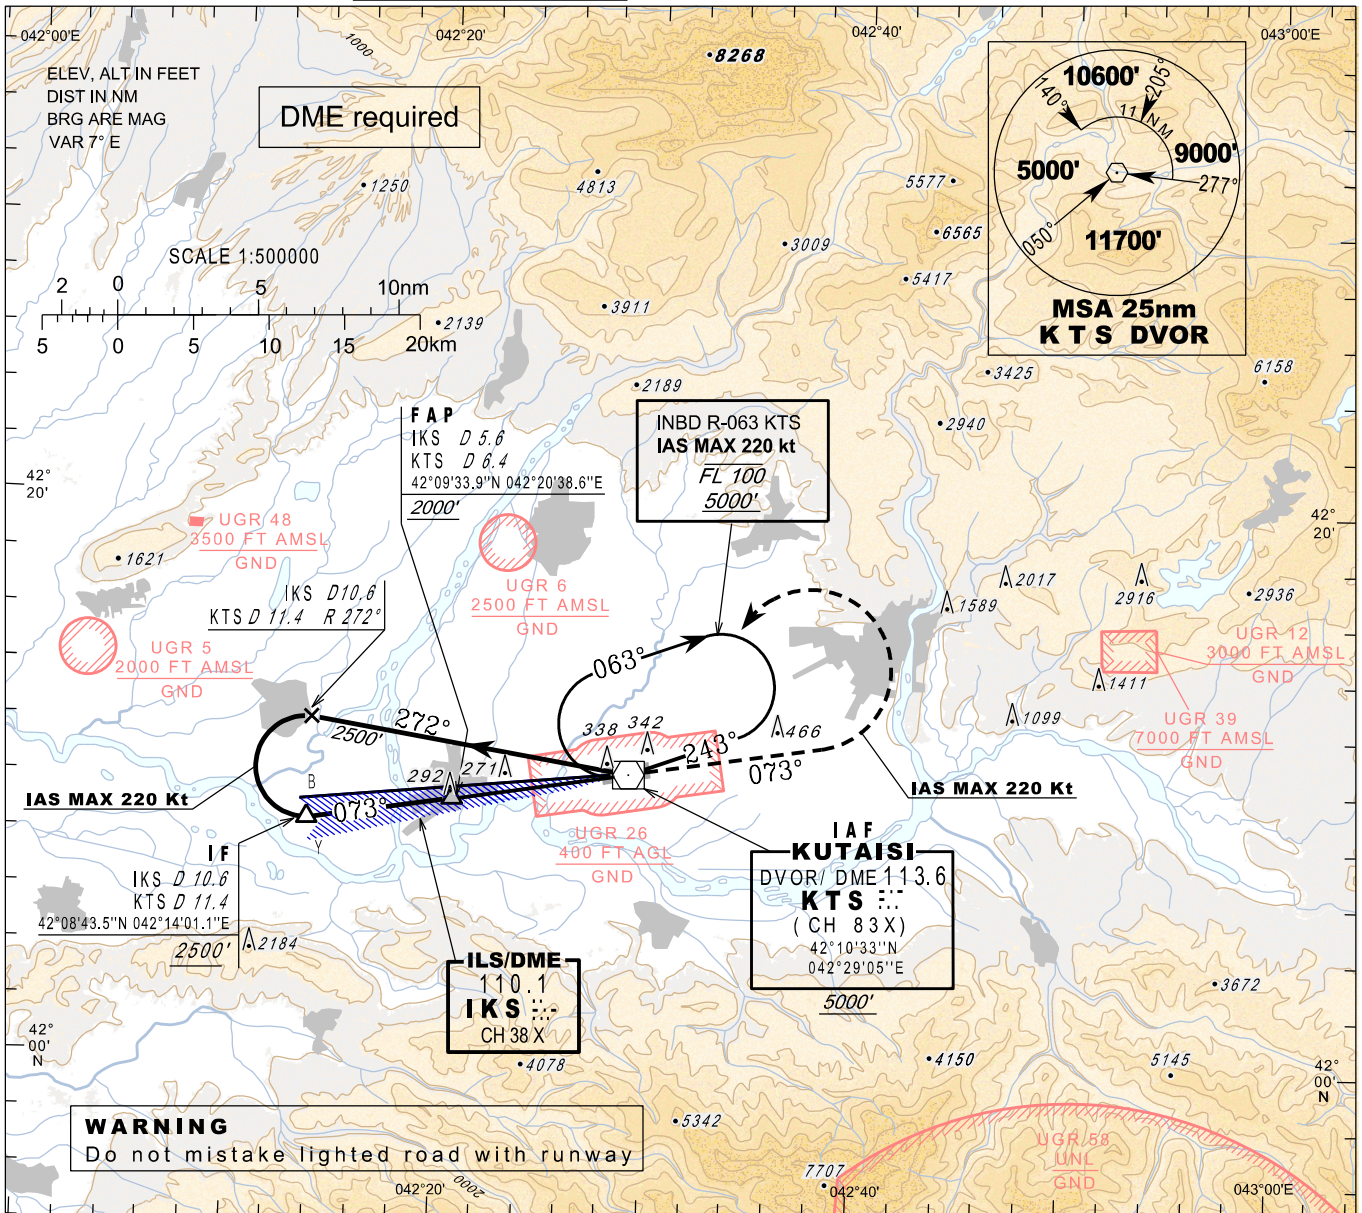 042°00'E
042°20'
042°40'
043°00'E
ELEV, ALT IN FEET
DIST IN NM
BRG ARE MAG
VAR 7° E
DME required
1000
8268
10600'
140°
205°
11 NM
9000'
5000'
277°
050°
11700'
MSA 25nm
KTS DVOR
1250
4813
5577
6565
3009
5417
SCALE 1:500000
2 0 5 10nm
5 0 5 10 15 20km
3911
2139
2189
3425
6158
2940
FAP
IKS D 5.6
KTS D 6.4
42°09'33.9''N 042°20'38.6''E
2000'
INBD R-063 KTS
IAS MAX 220 kt
FL 100
5000'
42°
20'
42°
20'
UGR 48
3500 FT AMSL
GND
1621
UGR 6
2500 FT AMSL
GND
IKS D10.6
KTS D 11.4 R 272°
UGR 5
2000 FT AMSL
GND
2017
1589
2916
2936
UGR 12
3000 FT AMSL
GND
1411
1099
UGR 39
7000 FT AMSL
GND
063°
272°
2500'
338
342
466
243°
073°
271
292
B
073°
Y
IAS MAX 220 Kt
IAS MAX 220 Kt
UGR 26
400 FT AGL
GND
IF
IKS D 10.6
KTS D 11.4
42°08'43.5''N 042°14'01.1''E
2500'
2184
IAF
KUTAISI
DVOR/ DME 113.6
KTS
(CH 83X)
42°10'33''N
042°29'05''E
5000'
ILS/DME
110.1
IKS
CH 38 X
3672
42°
00'
N
4078
4150
5145
42°
00'
N
WARNING
Do not mistake lighted road with runway
5342
UGR 58
UNL
GND
7707
042°20'
2000
042°40'
043°00'E